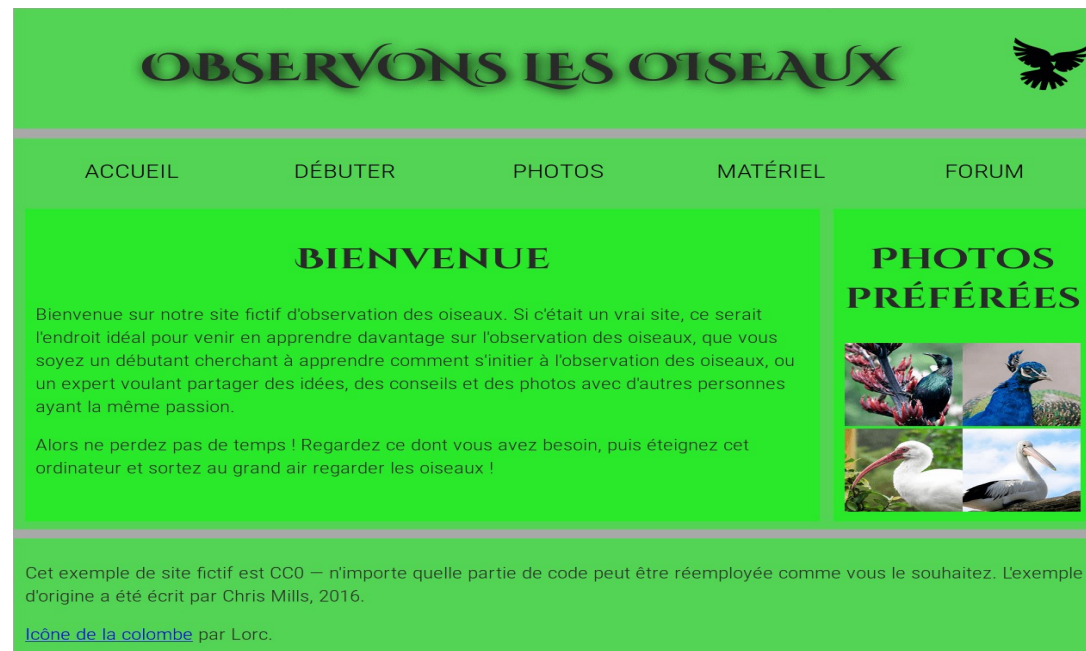 OBSERVONS LES OISEAUX
ACCUEIL DÉBUTER PHOTOS MATÉRIEL FORUM
BIENVENUE
Bienvenue sur notre site fictif d'observation des oiseaux. Si c'était un vrai site, ce serait
l'endroit idéal pour venir en apprendre davantage sur l'observation des oiseaux, que vous
soyez un débutant cherchant à apprendre comment s'initier à l'observation des oiseaux, ou
un expert voulant partager des idées, des conseils et des photos avec d'autres personnes
ayant la même passion.
Alors ne perdez pas de temps ! Regardez ce dont vous avez besoin, puis éteignez cet
ordinateur et sortez au grand air regarder les oiseaux !
PHOTOS
PRÉFÉRÉES
Cet exemple de site fictif est CC0 — n'importe quelle partie de code peut être réemployée comme vous le souhaitez. L'exemple
d'origine a été écrit par Chris Mills, 2016.
Icône de la colombe par Lorc.